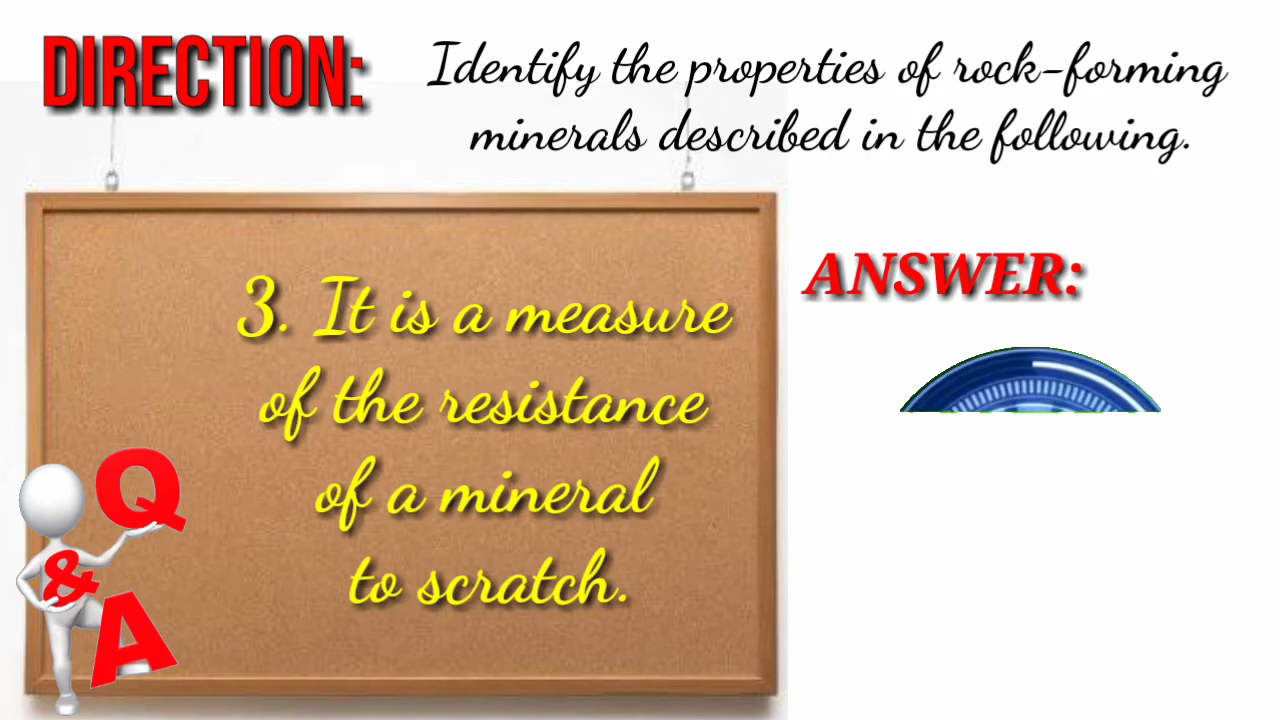 DIRECTION:
Identify the properties of rock-forming
minerals described in the following.
3. It is a measure
of the resistance
of a mineral
to scratch.
ANSWER:
Q
&
A